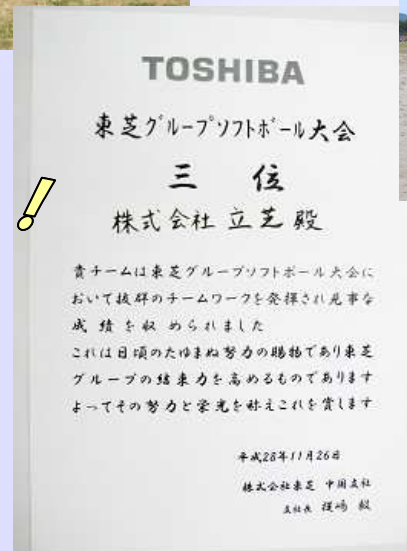 TOSHIBA
東芝グループソフトボール大会
三 位
株式会社 立芝 殿
貴チームは東芝グループソフトボール大会に
おいて抜群のチームワークを発揮され見事な
成績を収められました
これは日頃のたゆまぬ努力の賜物であり東芝
グループの結束力を高めるものであります
よってその努力と栄光を称えこれを賞します
平成28年11月26日
株式会社東芝 中国支社
支社長
!